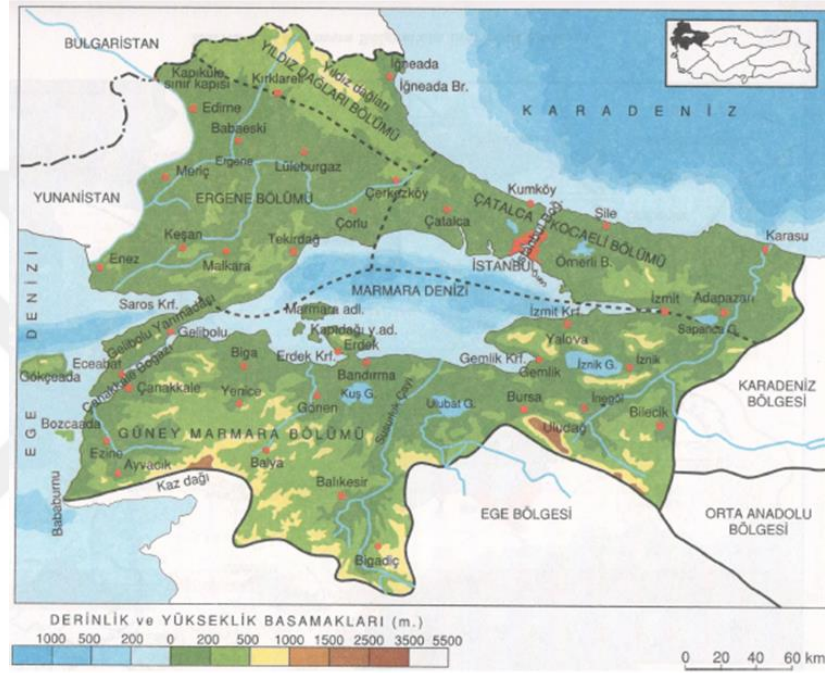 BULGARİSTAN
YUNANİSTAN
KARADENİZ
EGE DENİZİ
MARMARA DENİZİ
YILDIZ DAĞLARI BÖLÜMÜ
Yıldız dağları
İğneada
İğneada Br.
Kapıkule
sınır kapısı
Kırklareli
Edirne
Babaeski
Ergene
Lüleburgaz
Meriç
ERGENE BÖLÜMÜ
Çerkezköy
Çorlu
Çatalca
Kumköy
ÇATALCA - KOCAELİ BÖLÜMÜ
Şile
Karasu
Keşan
Tekirdağ
Enez
Malkara
İSTANBUL
Ömerli B.
Saros Krf.
Gelibolu Yarımadası
Gelibolu
Marmara adl.
Kapıdağı y.ad.
Erdek
Erdek Krf.
İzmit Krf.
İzmit
Adapazarı
Sapanca G.
Yalova
Gemlik Krf.
Gemlik
İznik G.
İznik
Eceabat
Gökçeada
Çanakkale Boğazı
Çanakkale
Biga
Bandırma
Yenice
Gönen
Kuş G.
Susurluk Çayı
Ulubat G.
Bursa
İnegöl
Bilecik
Uludağ
KARADENİZ
BÖLGESİ
Bozcaada
GÜNEY MARMARA BÖLÜMÜ
Ezine
Ayvacık
Balya
Kaz dağı
Bababurnu
Balıkesir
Bigadiç
EGE BÖLGESİ
ORTA ANADOLU
BÖLGESİ
DERİNLİK ve YÜKSEKLİK BASAMAKLARI (m.)
1000 500 200 0 200 500 1000 1500 2500 3500 5500
0 20 40 60 km